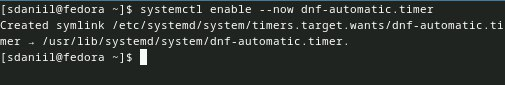 [sdaniil@fedora ~]$ systemctl enable --now dnf-automatic.timer
Created symlink /etc/systemd/system/timers.target.wants/dnf-automatic.ti
mer → /usr/lib/systemd/system/dnf-automatic.timer.
[sdaniil@fedora ~]$